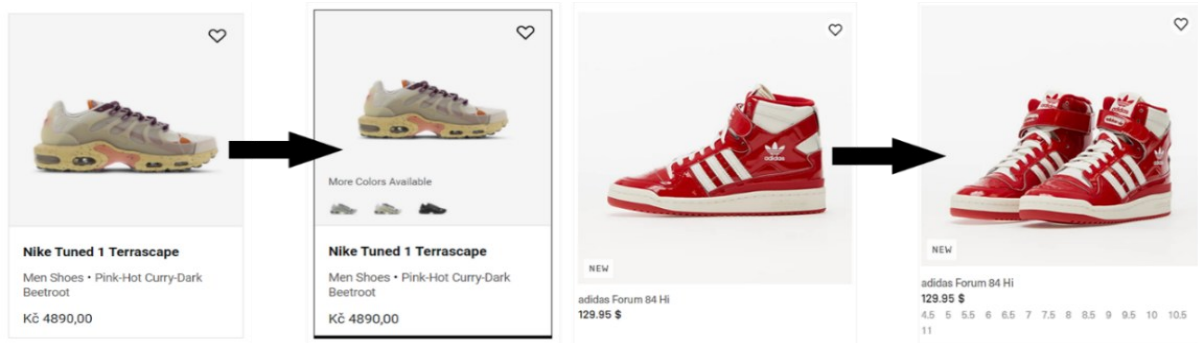 Nike Tuned 1 Terrascape
Men Shoes • Pink-Hot Curry-Dark
Beetroot
Kč 4890,00
More Colors Available
Nike Tuned 1 Terrascape
Men Shoes • Pink-Hot Curry-Dark
Beetroot
Kč 4890,00
adidas
NEW
adidas Forum 84 Hi
129.95 $
NEW
adidas Forum 84 Hi
129.95 $
4.5 5 5.5 6 6.5 7 7.5 8 8.5 9 9.5 10 10.5
11